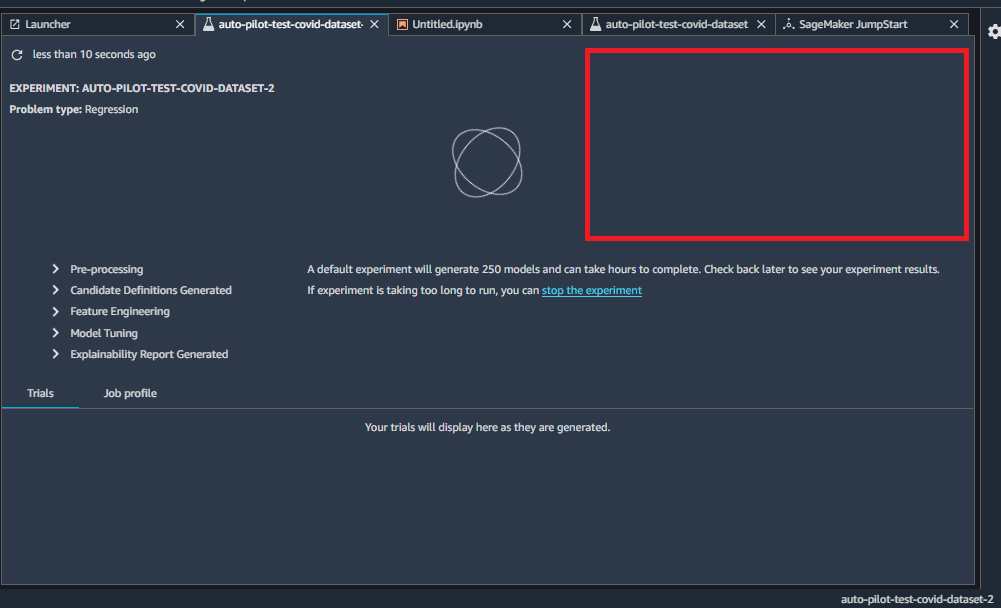 Launcher
auto-pilot-test-covid-dataset-
Untitled.ipynb
auto-pilot-test-covid-dataset
SageMaker JumpStart
less than 10 seconds ago
EXPERIMENT: AUTO-PILOT-TEST-COVID-DATASET-2
Problem type: Regression
Pre-processing
Candidate Definitions Generated
Feature Engineering
Model Tuning
Explainability Report Generated
A default experiment will generate 250 models and can take hours to complete. Check back later to see your experiment results.
If experiment is taking too long to run, you can stop the experiment
Trials
Job profile
Your trials will display here as they are generated.
auto-pilot-test-covid-dataset-2